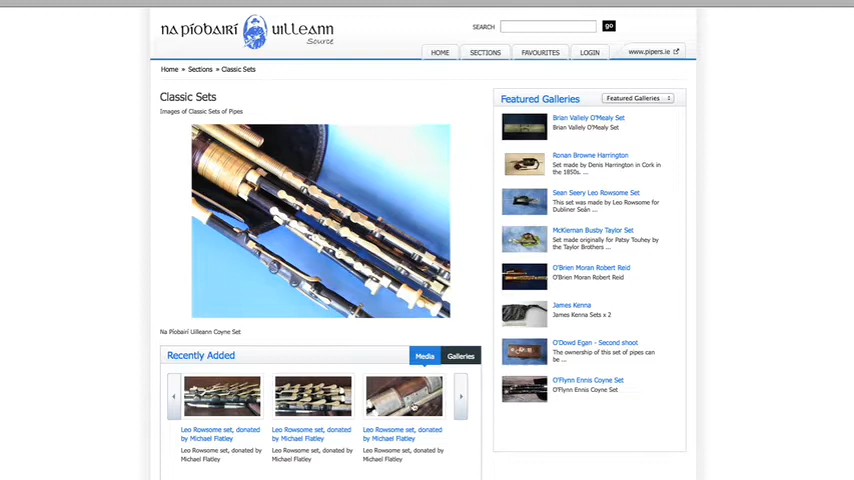 na píobairí uilleann
Source
SEARCH
go
HOME
SECTIONS
FAVOURITES
LOGIN
www.pipers.ie
Home » Sections » Classic Sets
Classic Sets
Images of Classic Sets of Pipes
Na Píobairí Uilleann Coyne Set
Recently Added
Media
Galleries
Leo Rowsome set, donated
by Michael Flatley
Leo Rowsome set, donated by
Michael Flatley
Leo Rowsome set, donated
by Michael Flatley
Leo Rowsome set, donated by
Michael Flatley
Leo Rowsome set, donated
by Michael Flatley
Leo Rowsome set, donated by
Michael Flatley
Featured Galleries
Featured Galleries
Brian Vallely O'Mealy Set
Brian Vallely O'Mealy Set
Ronan Browne Harrington
Set made by Denis Harrington in Cork in
the 1850s. ...
Sean Seery Leo Rowsome Set
This set was made by Leo Rowsome for
Dubliner Seán ...
McKiernan Busby Taylor Set
Set made originally for Patsy Touhey by
the Taylor Brothers ...
O'Brien Moran Robert Reid
O'Brien Moran Robert Reid
James Kenna
James Kenna Sets x 2
O'Dowd Egan - Second shoot
The ownership of this set of pipes can
be ...
O'Flynn Ennis Coyne Set
O'Flynn Ennis Coyne Set